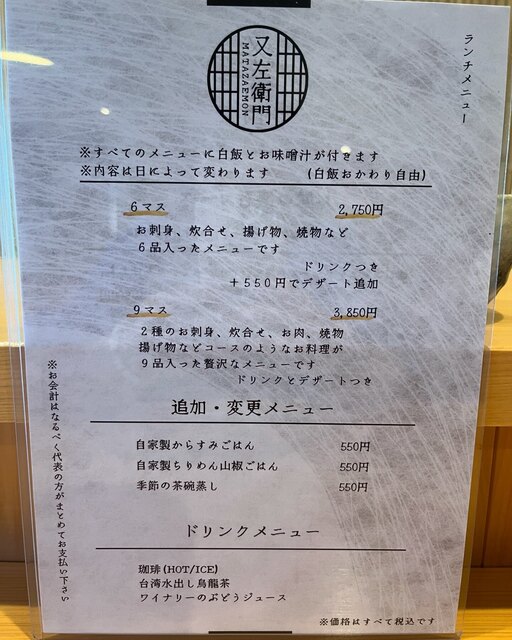 ランチメニュー
又左衛門
MATAZAEMON
※すべてのメニューに白飯とお味噌汁が付きます
※内容は日によって変わります (白飯おかわり自由)
6マス 2,750円
お刺身、炊合せ、揚げ物、焼物など
6品入ったメニューです
ドリンクつき
+550円でデザート追加
9マス 3,850円
2種のお刺身、炊合せ、お肉、焼物
揚げ物などコースのようなお料理が
9品入った贅沢なメニューです
ドリンクとデザートつき
追加・変更メニュー
自家製からすみごはん 550円
自家製ちりめん山椒ごはん 550円
季節の茶碗蒸し 550円
ドリンクメニュー
珈琲(HOT/ICE)
台湾水出し烏龍茶
ワイナリーのぶどうジュース
※お会計はなるべく代表の方がまとめてお支払い下さい
※価格はすべて税込です